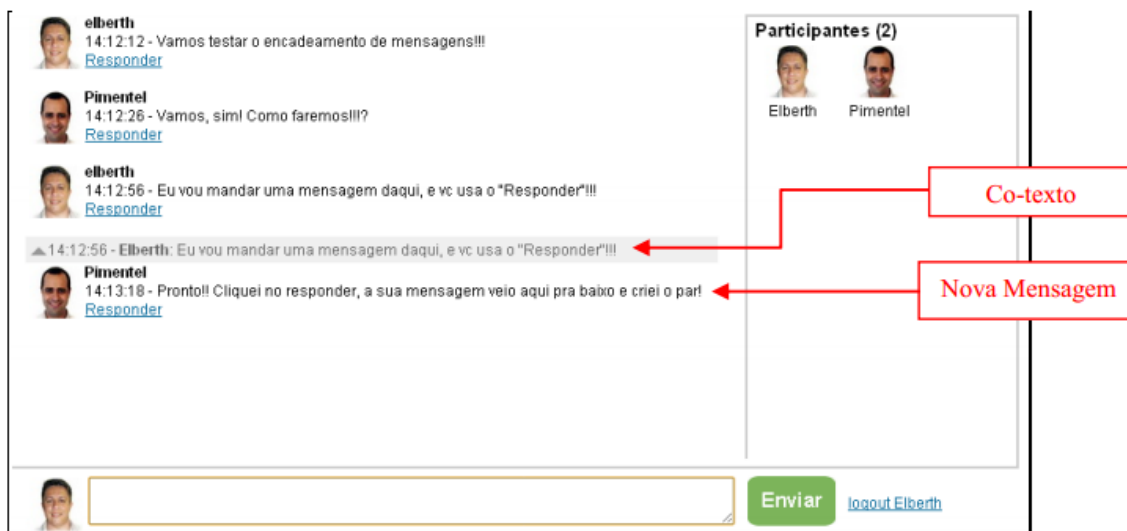 elberth
14:12:12 - Vamos testar o encadeamento de mensagens!!!
Responder
Pimentel
14:12:26 - Vamos, sim! Como faremos!!!?
Responder
elberth
14:12:56 - Eu vou mandar uma mensagem daqui, e vc usa o "Responder"!!!
Responder
14:12:56 - Elberth: Eu vou mandar uma mensagem daqui, e vc usa o "Responder"!!!
Pimentel
14:13:18 - Pronto!! Cliquei no responder, a sua mensagem veio aqui pra baixo e criei o par!
Responder
Participantes (2)
Elberth Pimentel
Co-texto
Nova Mensagem
Enviar
logout Elberth